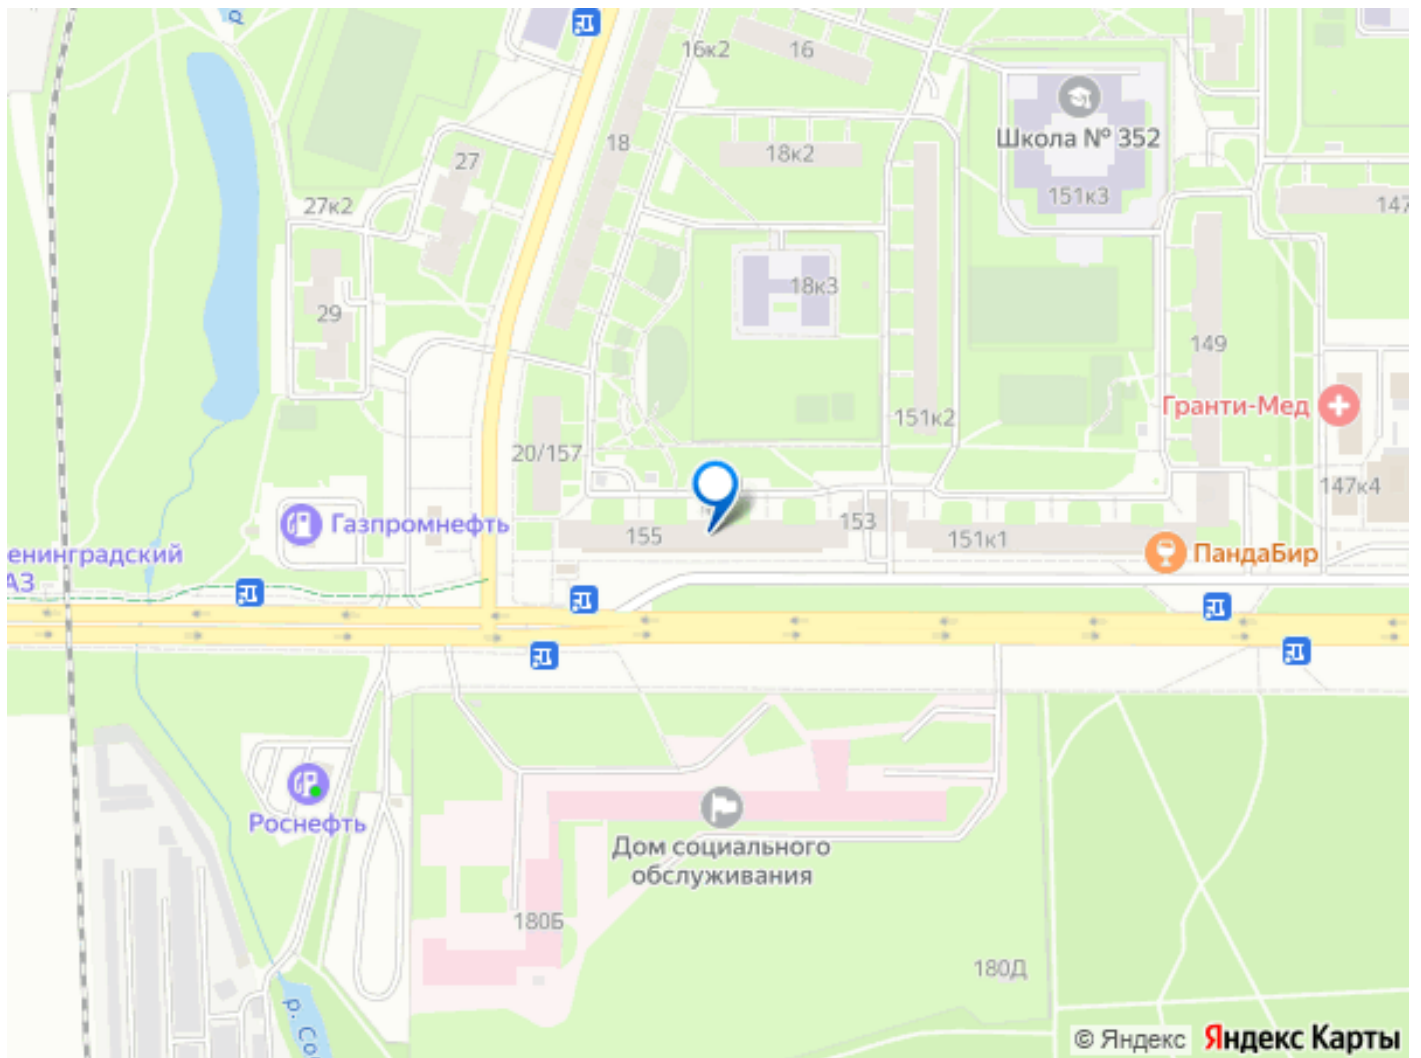 р
16к2
16
Школа № 352
18
18к2
27
151к3
27к2
147
18к3
29
149
Гранти-Мед
151к2
20/157
147к4
Газпромнефть
155
153
151к1
ПандаБир
енинградский
АЗ
Роснефть
Дом социального
обслуживания
180Б
180Д
р. Со
© Яндекс
Яндекс Карты